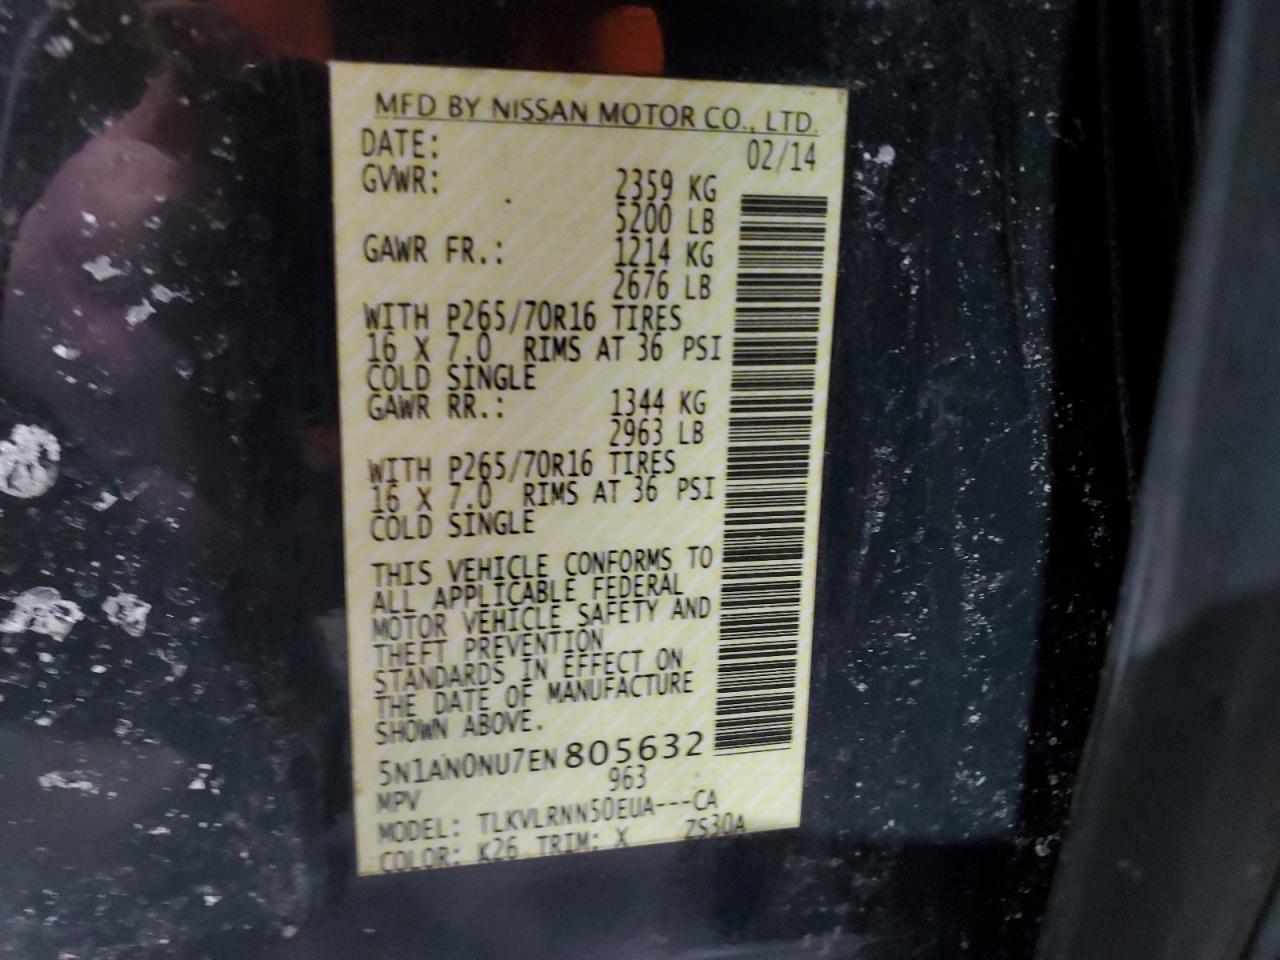 MFD BY NISSAN MOTOR CO., LTD.
DATE: 02/14
GVWR: 2359 KG
5200 LB
GAWR FR.: 1214 KG
2676 LB
WITH P265/70R16 TIRES
16 X 7.0 RIMS AT 36 PSI
COLD SINGLE
GAWR RR.: 1344 KG
2963 LB
WITH P265/70R16 TIRES
16 X 7.0 RIMS AT 36 PSI
COLD SINGLE
THIS VEHICLE CONFORMS TO
ALL APPLICABLE FEDERAL
MOTOR VEHICLE SAFETY AND
THEFT PREVENTION
STANDARDS IN EFFECT ON
THE DATE OF MANUFACTURE
SHOWN ABOVE.
5N1AN0NU7EN 805632
MPV 963
MODEL: TLKVLRNN50EUA---CA
COLOR: K26 TRIM: X ZS30A